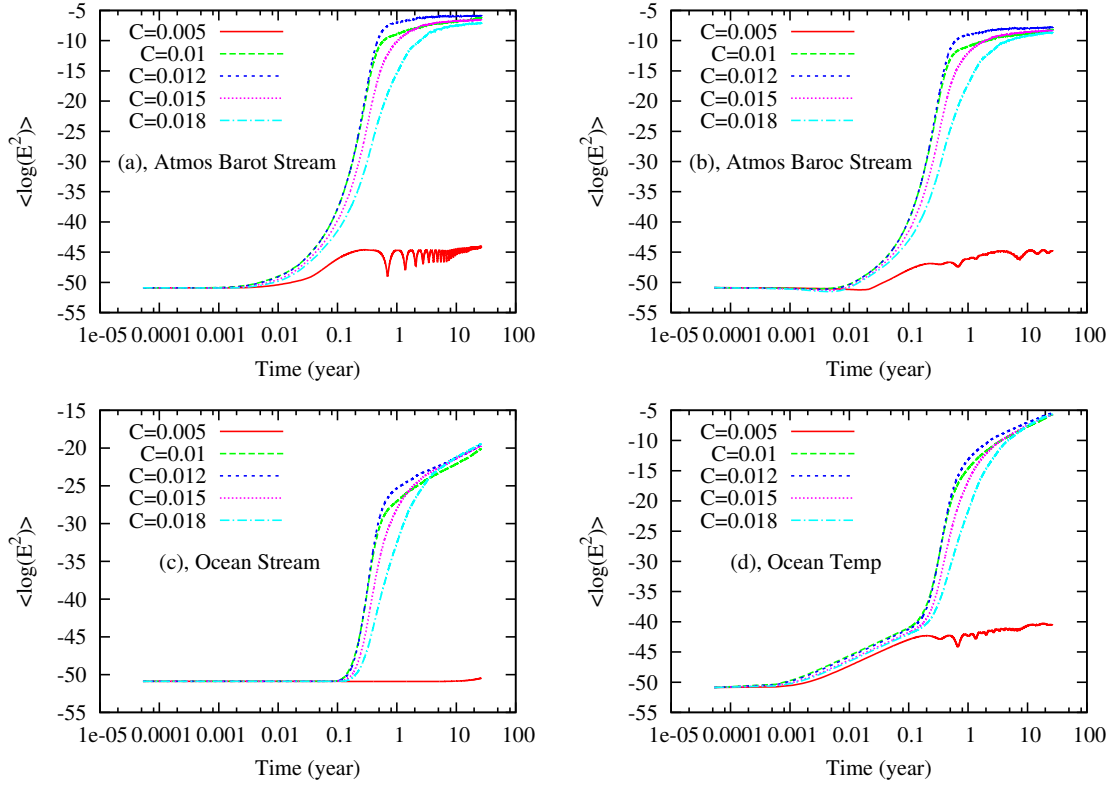 <log(E^2)>
-5
-10
-15
-20
-25
-30
-35
-40
-45
-50
-55
C=0.005
C=0.01
C=0.012
C=0.015
C=0.018
(a), Atmos Barot Stream
1e-05 0.0001 0.001 0.01 0.1 1 10 100
Time (year)
<log(E^2)>
-5
-10
-15
-20
-25
-30
-35
-40
-45
-50
-55
C=0.005
C=0.01
C=0.012
C=0.015
C=0.018
(b), Atmos Baroc Stream
1e-05 0.0001 0.001 0.01 0.1 1 10 100
Time (year)
<log(E^2)>
-15
-20
-25
-30
-35
-40
-45
-50
-55
C=0.005
C=0.01
C=0.012
C=0.015
C=0.018
(c), Ocean Stream
1e-05 0.0001 0.001 0.01 0.1 1 10 100
Time (year)
<log(E^2)>
-5
-10
-15
-20
-25
-30
-35
-40
-45
-50
-55
C=0.005
C=0.01
C=0.012
C=0.015
C=0.018
(d), Ocean Temp
1e-05 0.0001 0.001 0.01 0.1 1 10 100
Time (year)